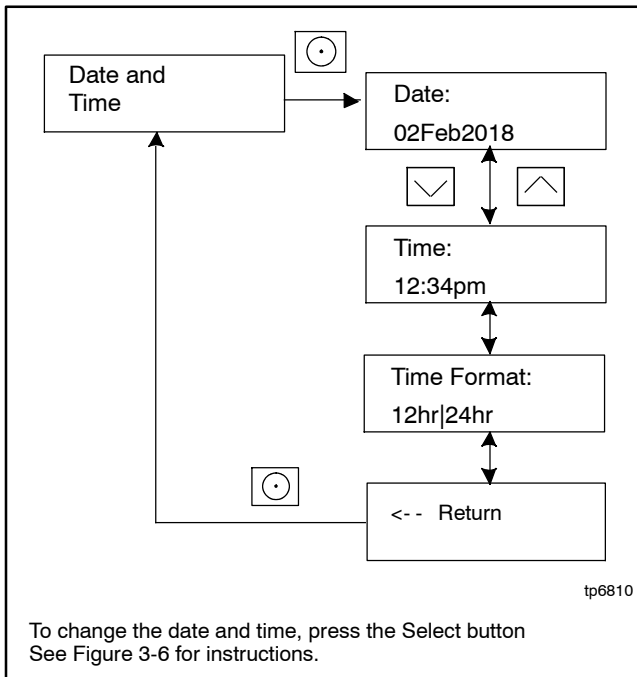 Date and
Time
Date:
02Feb2018
Time:
12:34pm
Time Format:
12hr|24hr
<-- Return
tp6810
To change the date and time, press the Select button
See Figure 3-6 for instructions.